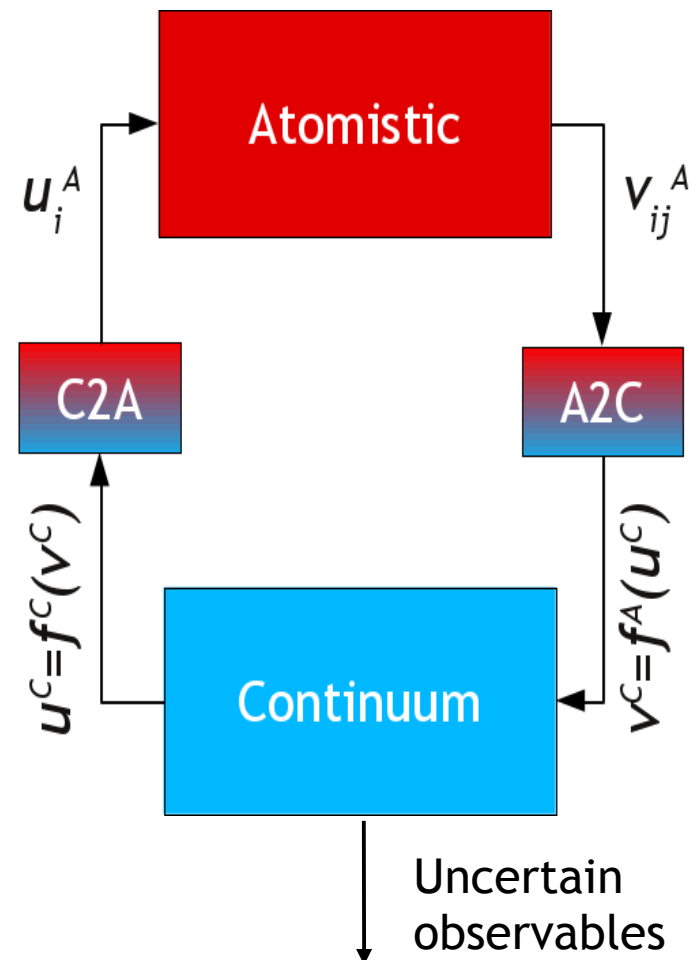 Atomistic
u_i^A
v_ij^A
C2A
A2C
u^C=f^C(v^C)
v^C=f^A(u^C)
Continuum
Uncertain
observables